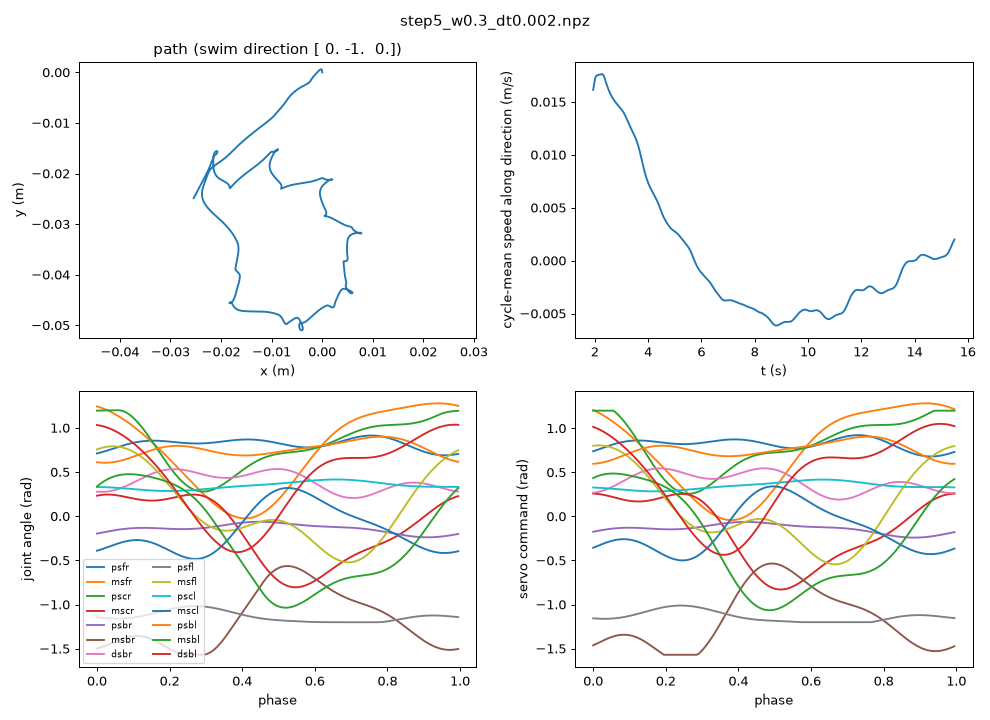 step5_w0.3_dt0.002.npz
path (swim direction [ 0. -1.  0.])
0.00
−0.01
−0.02
−0.03
−0.04
−0.05
y (m)
−0.04 −0.03 −0.02 −0.01 0.00 0.01 0.02 0.03
x (m)
cycle-mean speed along direction (m/s)
0.015
0.010
0.005
0.000
−0.005
2 4 6 8 10 12 14 16
t (s)
joint angle (rad)
1.0
0.5
0.0
−0.5
−1.0
−1.5
psfr
msfr
pscr
mscr
psbr
msbr
dsbr
psfl
msfl
pscl
mscl
psbl
msbl
dsbl
0.0 0.2 0.4 0.6 0.8 1.0
phase
servo command (rad)
1.0
0.5
0.0
−0.5
−1.0
−1.5
0.0 0.2 0.4 0.6 0.8 1.0
phase